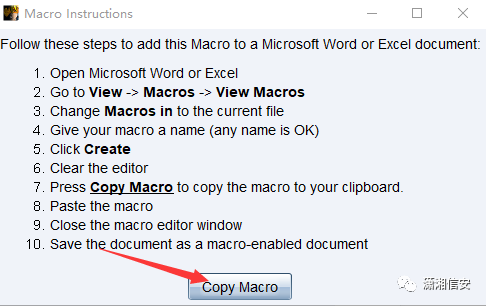 Macro Instructions
Follow these steps to add this Macro to a Microsoft Word or Excel document:
1. Open Microsoft Word or Excel
2. Go to View -> Macros -> View Macros
3. Change Macros in to the current file
4. Give your macro a name (any name is OK)
5. Click Create
6. Clear the editor
7. Press Copy Macro to copy the macro to your clipboard.
8. Paste the macro
9. Close the macro editor window
10. Save the document as a macro-enabled document
Copy Macro
潇湘信安